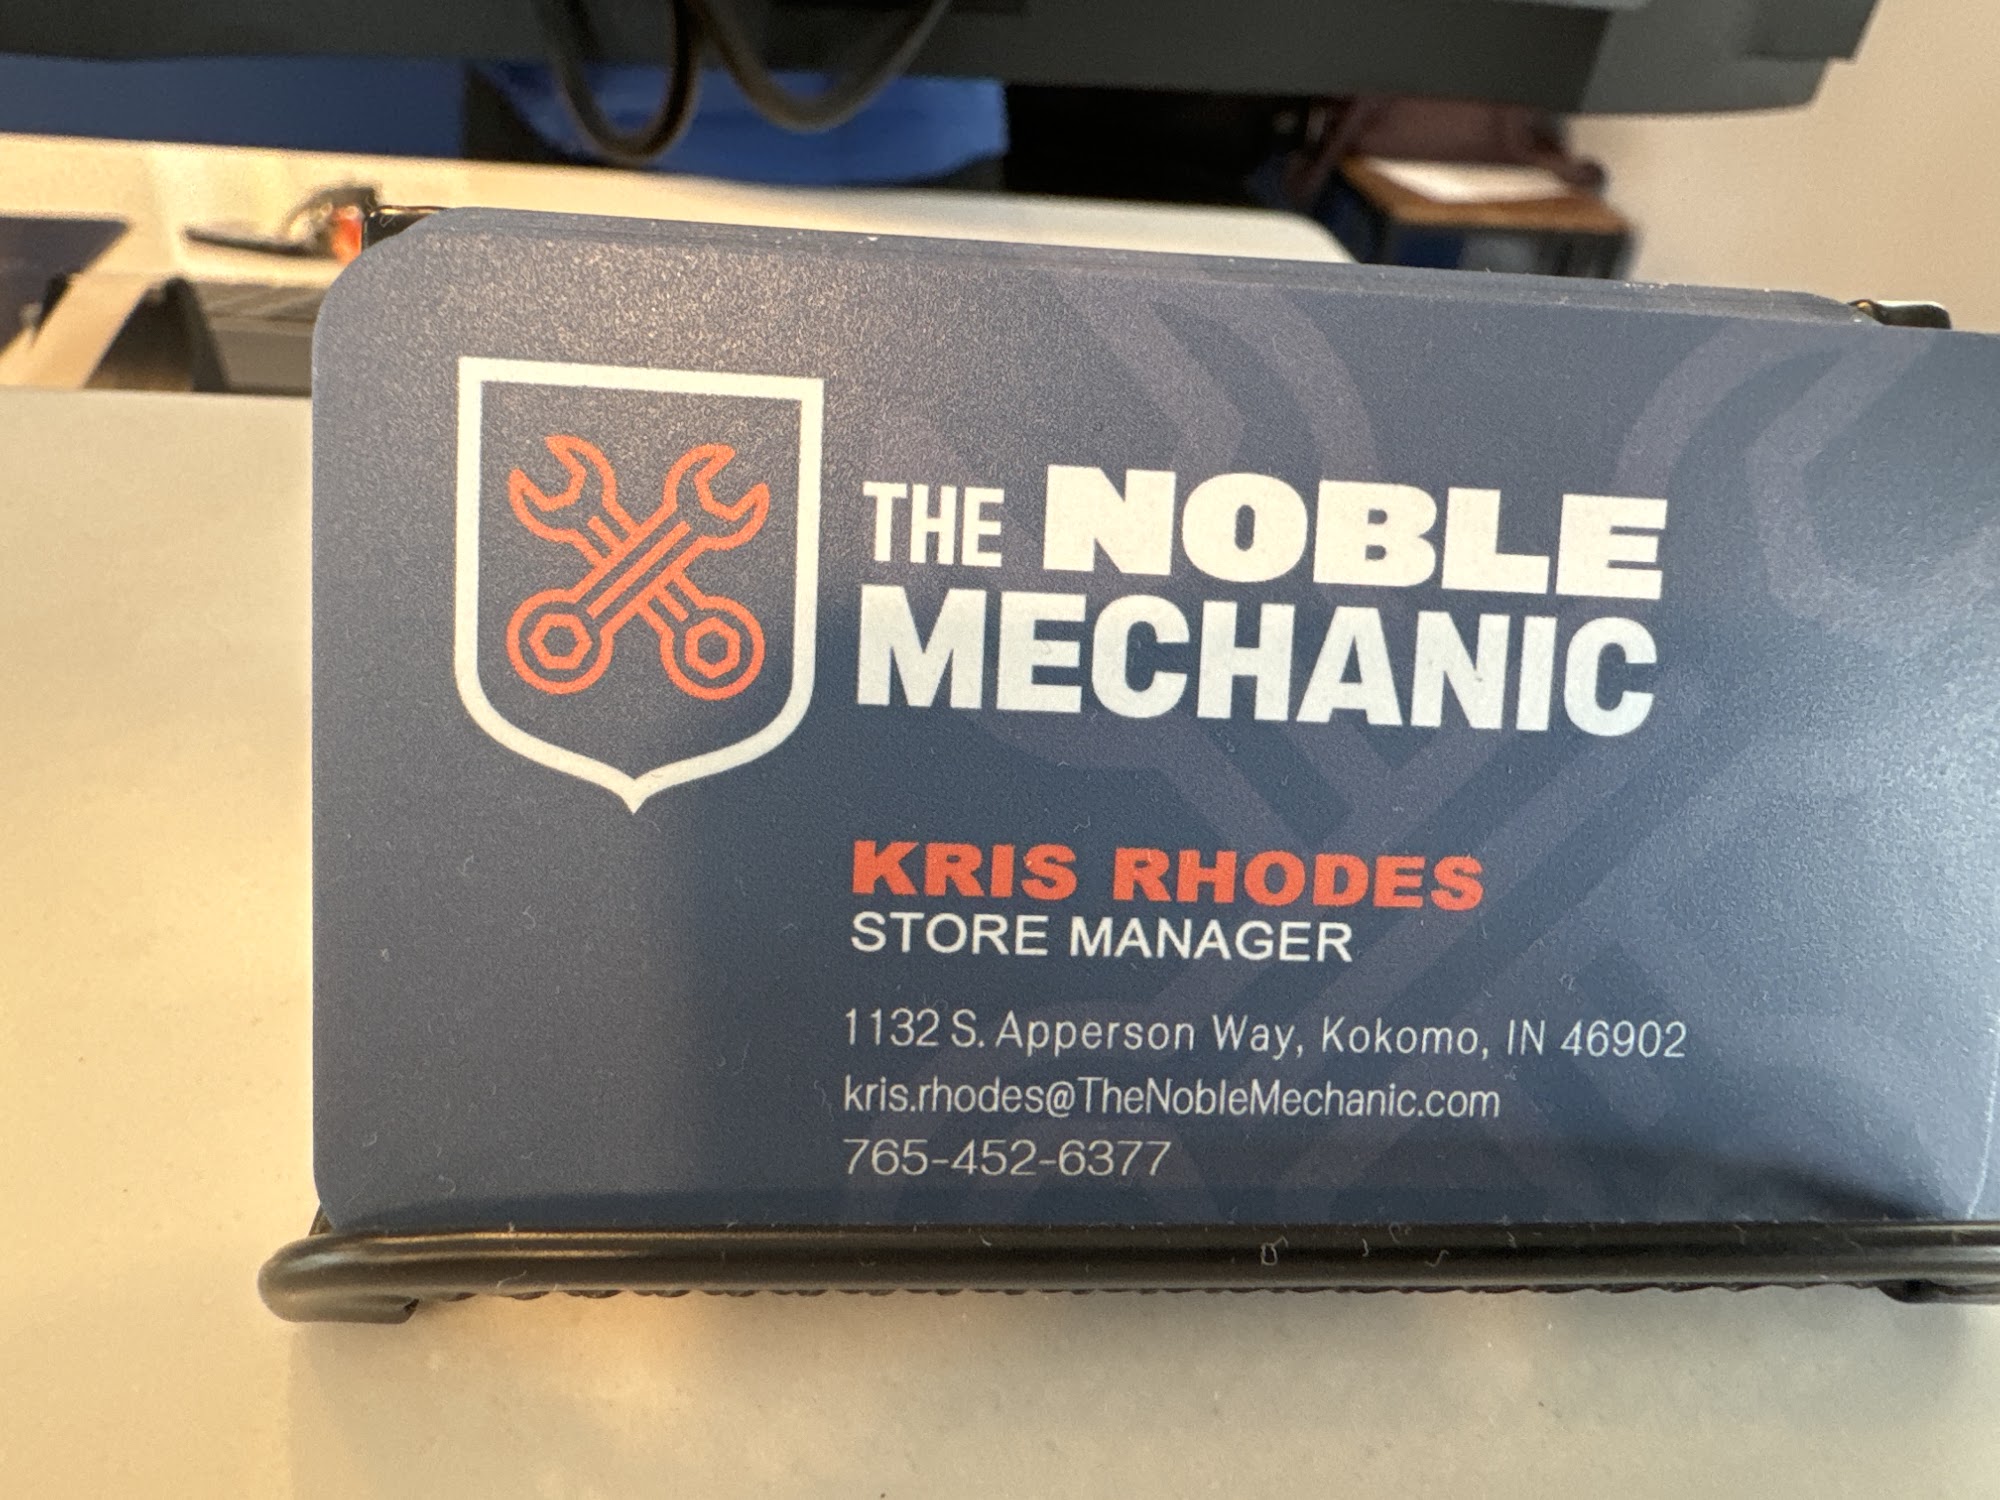 THE NOBLE
MECHANIC
KRIS RHODES
STORE MANAGER
1132 S. Apperson Way, Kokomo, IN 46902
kris.rhodes@TheNobleMechanic.com
765-452-6377